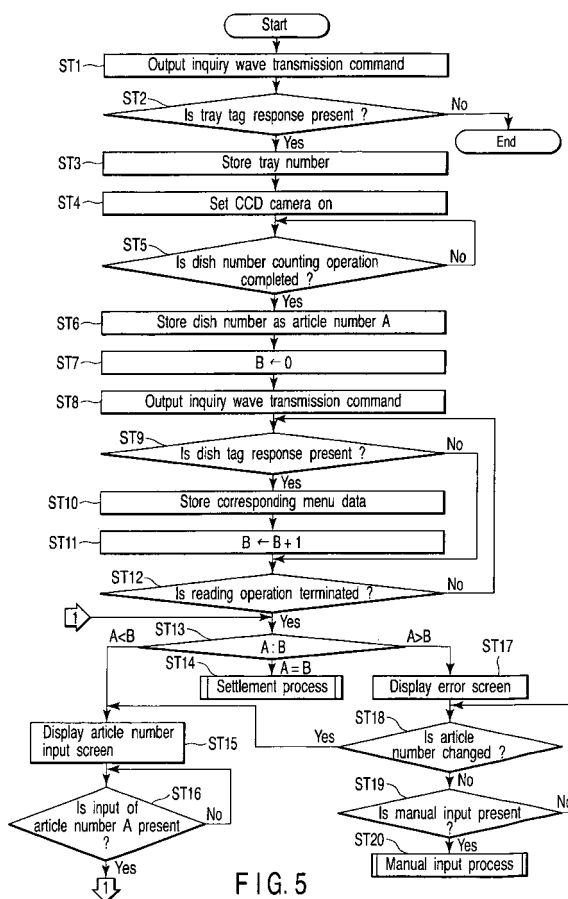 Start
ST1
Output inquiry wave transmission command
ST2
Is tray tag response present ?
No
End
Yes
ST3
Store tray number
ST4
Set CCD camera on
ST5
Is dish number counting operation
completed ?
No
Yes
ST6
Store dish number as article number A
ST7
B ← 0
ST8
Output inquiry wave transmission command
ST9
Is dish tag response present ?
No
Yes
ST10
Store corresponding menu data
ST11
B ← B + 1
ST12
Is reading operation terminated ?
No
1
Yes
ST13
A<B
A : B
A>B
ST14
A = B
ST17
Settlement process
Display error screen
ST18
Display article number
input screen
ST15
Yes
Is article
number changed ?
ST16
No
ST19
Is input of
article number A present
?
No
Is manual input present
?
No
Yes
ST20
Yes
Manual input process
1
FIG. 5